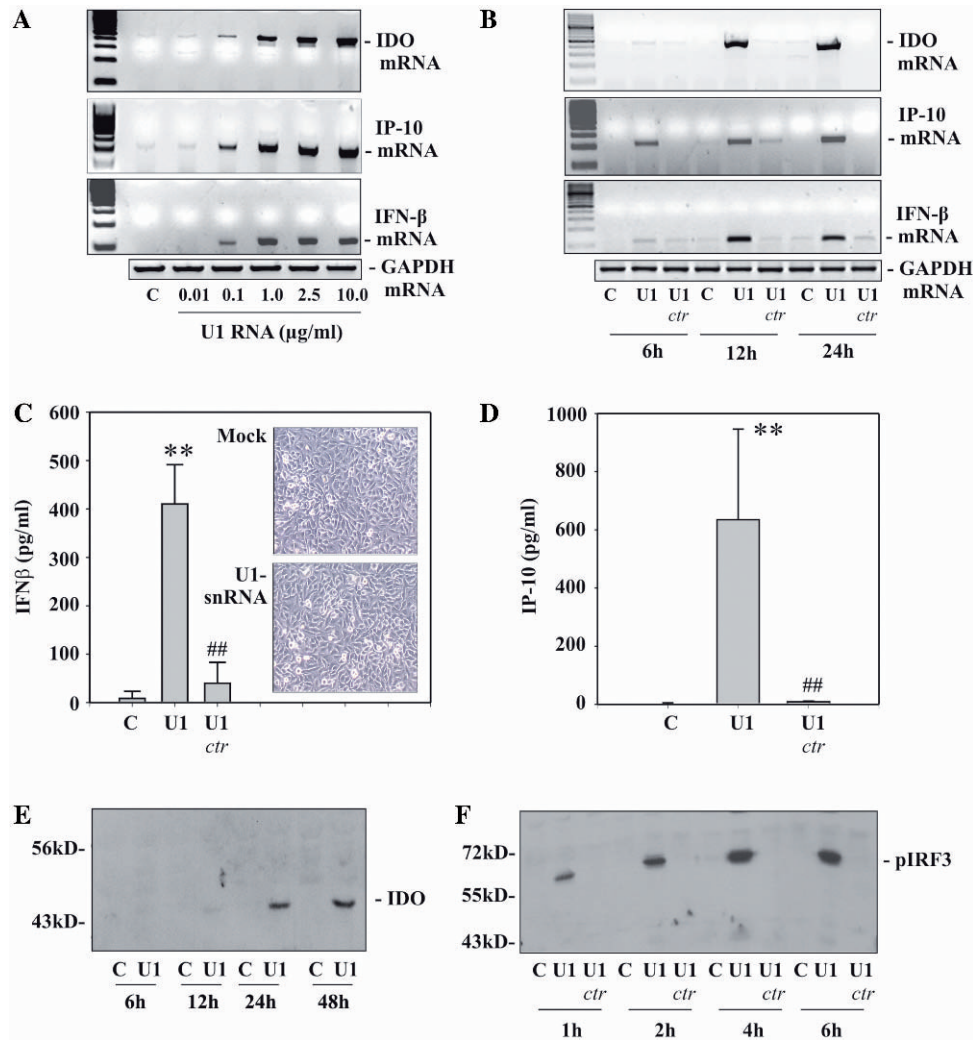 A
- IDO
mRNA
IP-10
- mRNA
IFN-β
- mRNA
- GAPDH
mRNA
C 0.01 0.1 1.0 2.5 10.0
U1 RNA (µg/ml)
B
- IDO
mRNA
IP-10
- mRNA
IFN-β
- mRNA
- GAPDH
mRNA
C U1 U1 C U1 U1 C U1 U1
ctr ctr ctr
6h 12h 24h
C
600
500
400
300
200
100
0
IFNβ (pg/ml)
**
##
Mock
U1-
snRNA
C U1 U1
ctr
D
1000
800
600
400
200
0
IP-10 (pg/ml)
**
##
C U1 U1
ctr
E
56kD-
43kD-
- IDO
C U1 C U1 C U1 C U1
6h 12h 24h 48h
F
72kD-
55kD-
43kD-
- pIRF3
C U1 U1 C U1 U1 C U1 U1 C U1 U1
ctr ctr ctr ctr
1h 2h 4h 6h